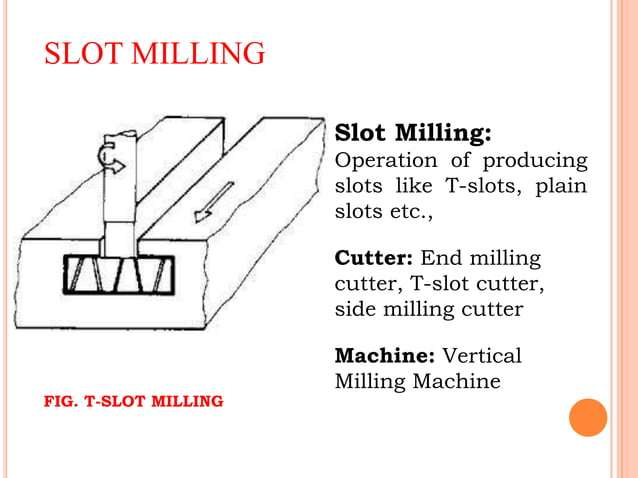 SLOT MILLING
Slot Milling:
Operation of producing
slots like T-slots, plain
slots etc.,
Cutter: End milling
cutter, T-slot cutter,
side milling cutter
Machine: Vertical
Milling Machine
FIG. T-SLOT MILLING